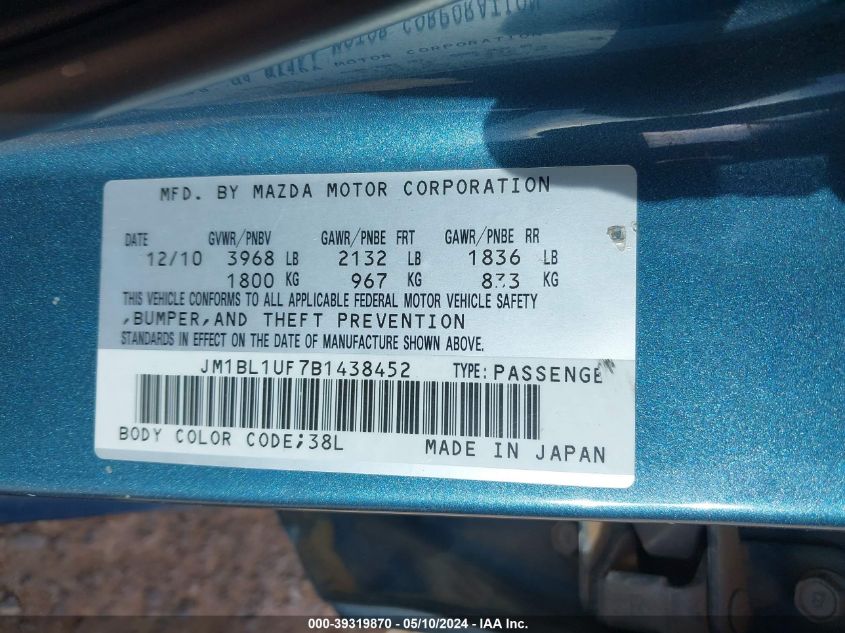 MFD. BY MAZDA MOTOR CORPORATION
DATE GVWR/PNBV GAWR/PNBE FRT GAWR/PNBE RR
12/10 3968 LB 2132 LB 1836 LB
1800 KG 967 KG 833 KG
THIS VEHICLE CONFORMS TO ALL APPLICABLE FEDERAL MOTOR VEHICLE SAFETY
,BUMPER,AND THEFT PREVENTION
STANDARDS IN EFFECT ON THE DATE OF MANUFACTURE SHOWN ABOVE.
JM1BL1UF7B1438452 TYPE:PASSENGE
BODY COLOR CODE;38L MADE IN JAPAN
000-39319870 - 05/10/2024 - IAA Inc.